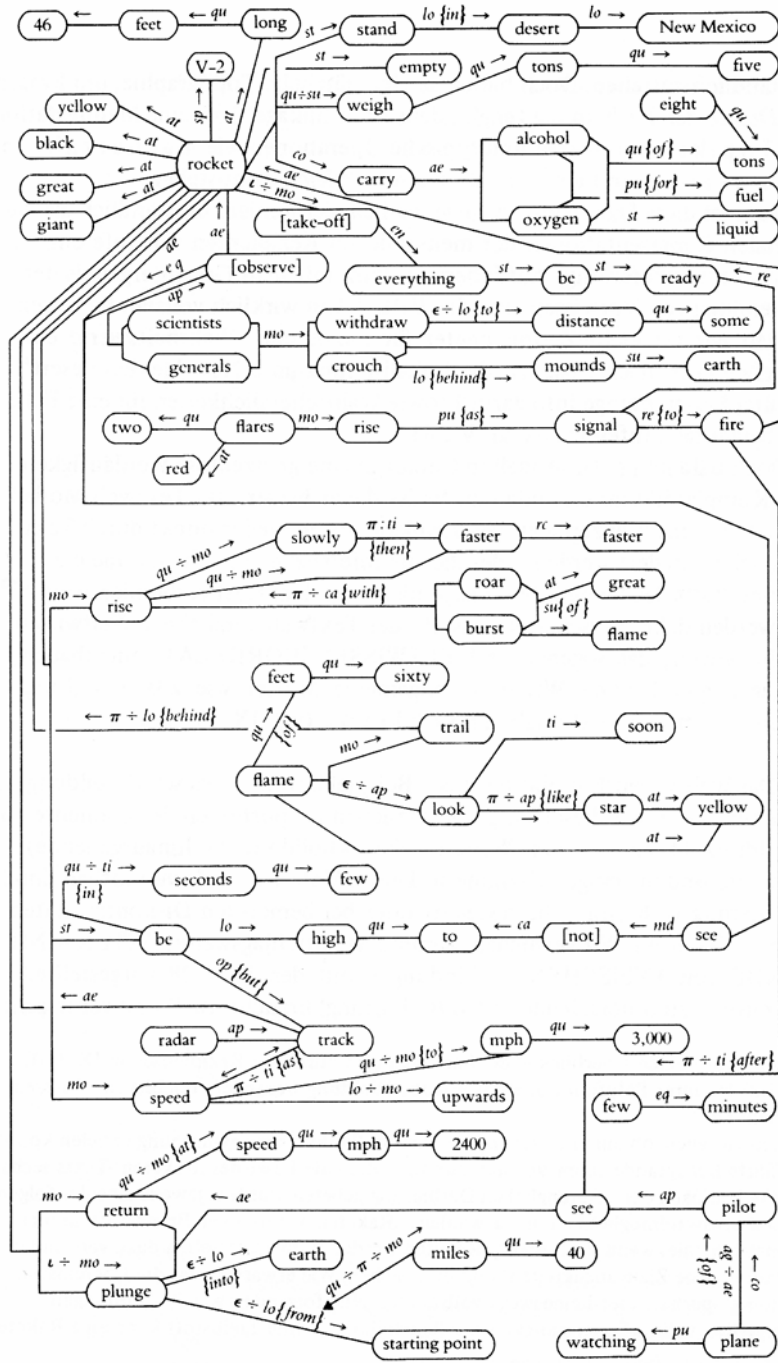 46 ← feet ← qu long st → stand lo {in} → desert lo → New Mexico
V-2 st → empty
sp → at → qu÷su → weigh qu → tons qu → five
yellow ← at
black ← at eight
great ← at rocket co → carry ae → alcohol qu {of} → tons qu →
giant ← at ← ae pu {for} → fuel
ι ÷ mo → [take-off] oxygen st → liquid
ae ae → en →
← eq [observe] everything st → be st → ready ← re
ap →
scientists mo → withdraw ϵ÷ lo {to} → distance qu → some
generals crouch lo {behind} → mounds su → earth
two ← qu flares mo → rise pu {as} → signal re {to} → fire
red ← at
slowly π : ti → {then} faster rc → faster
qu ÷ mo →
qu ÷ mo →
mo → rise ← π ÷ ca {with} roar at → great
burst su {of} → flame
feet qu → sixty
← π ÷ lo {behind} qu → {of} mo → trail ti → soon
flame ϵ ÷ ap → look π ÷ ap {like} → star at → yellow
at →
qu ÷ ti → {in} seconds qu → few
st → be lo → high qu → to ← ca [not] ← md see
op {but} →
← ae
radar ap → track mph qu → 3,000
π ÷ ti {as} → qu ÷ mo {to} → ← π ÷ ti {after}
mo → speed lo ÷ mo → upwards few eq → minutes
qu ÷ mo {at} → speed qu → mph qu → 2400
mo → return ← ae see ← ap pilot
ι ÷ mo → plunge ϵ÷ lo → {into} earth qu ÷ π ÷ mo → miles qu → 40
{of} ag ÷ ae → co →
ϵ ÷ lo {from} → starting point watching ← pu plane